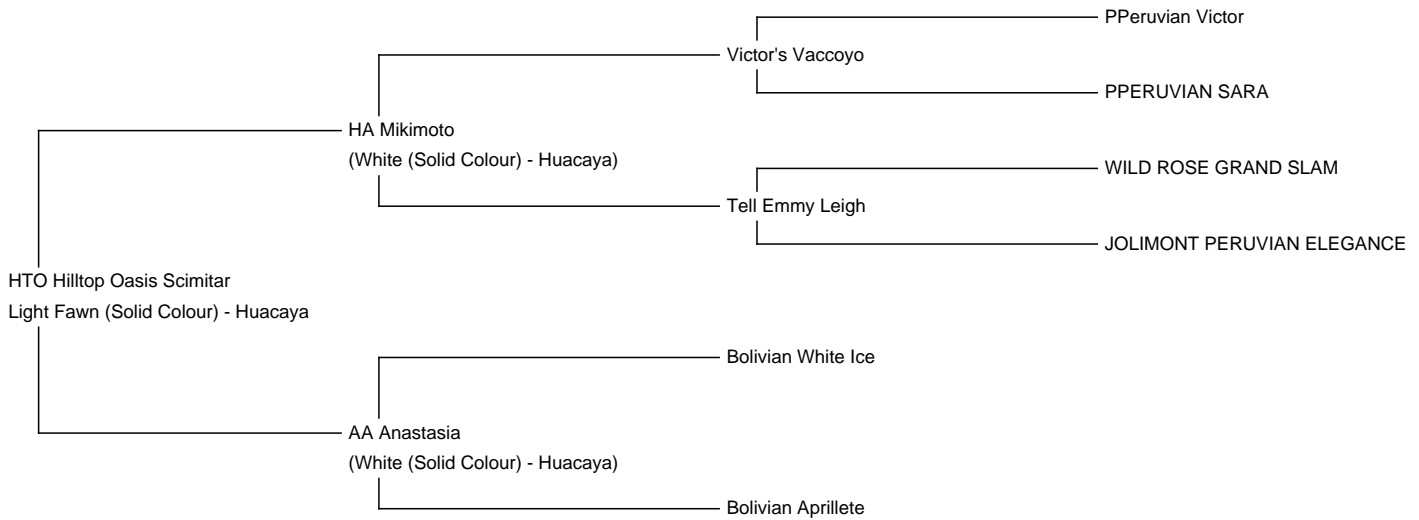 PPeruvian Victor
Victor's Vaccoyo
PPERUVIAN SARA
HA Mikimoto
(White (Solid Colour) - Huacaya)
WILD ROSE GRAND SLAM
Tell Emmy Leigh
JOLIMONT PERUVIAN ELEGANCE
HTO Hilltop Oasis Scimitar
Light Fawn (Solid Colour) - Huacaya
Bolivian White Ice
AA Anastasia
(White (Solid Colour) - Huacaya)
Bolivian Aprillete